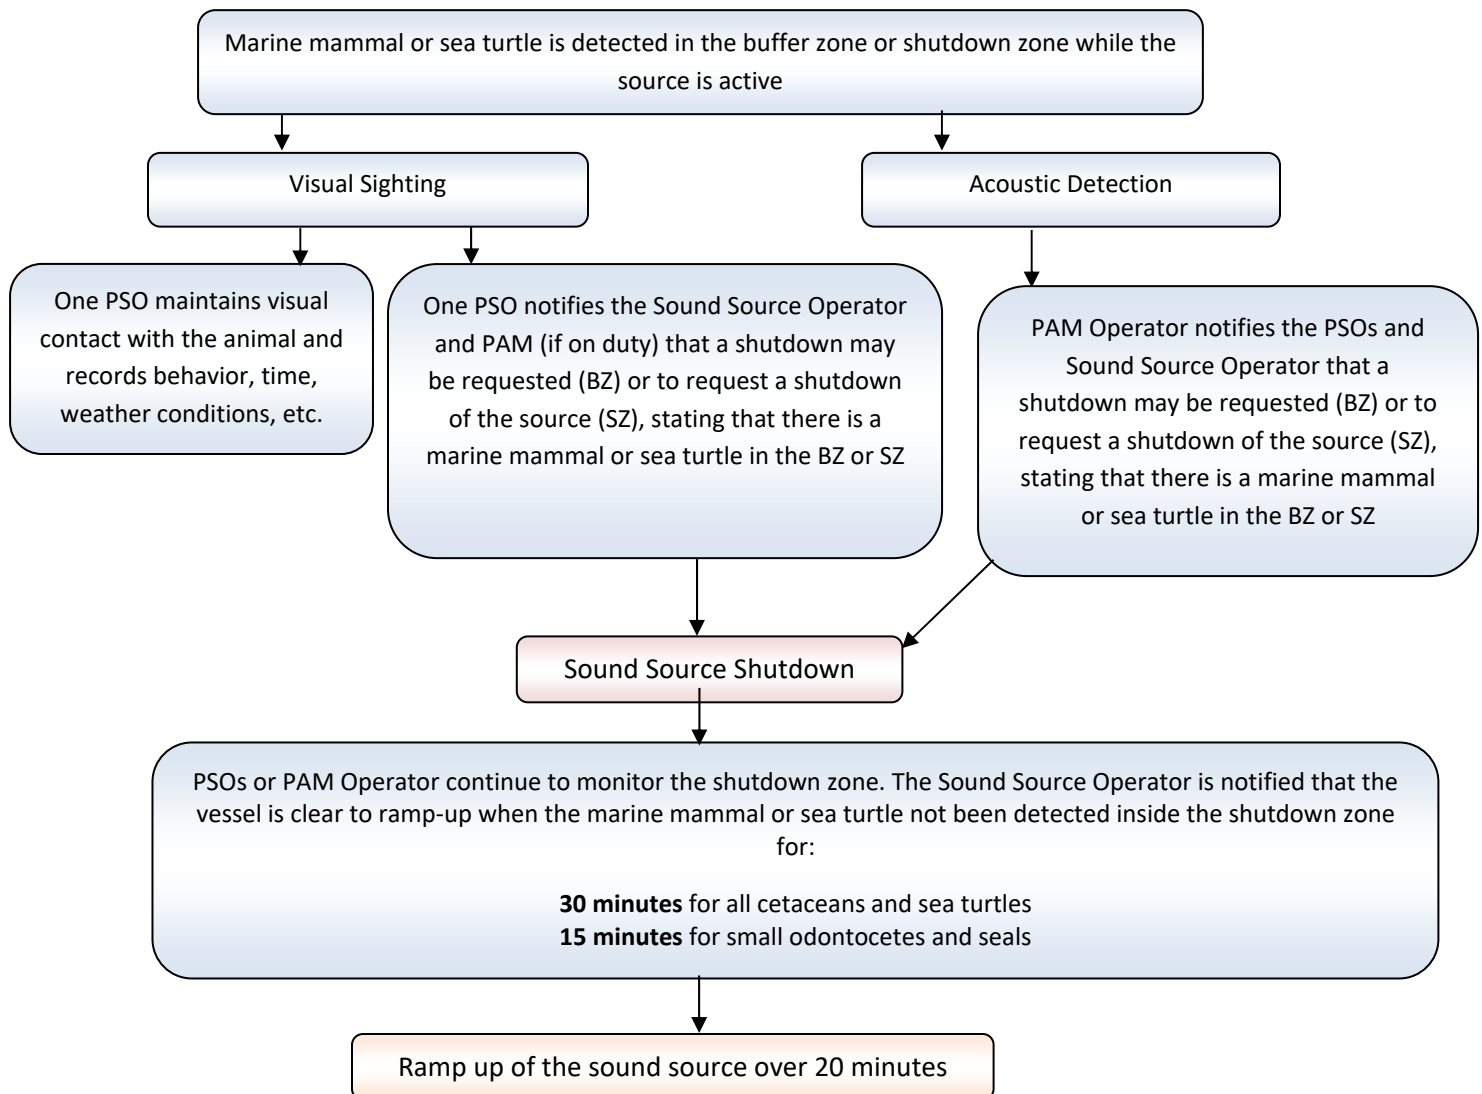 Marine mammal or sea turtle is detected in the buffer zone or shutdown zone while the
source is active
Visual Sighting
Acoustic Detection
One PSO maintains visual
contact with the animal and
records behavior, time,
weather conditions, etc.
One PSO notifies the Sound Source Operator
and PAM (if on duty) that a shutdown may
be requested (BZ) or to request a shutdown
of the source (SZ), stating that there is a
marine mammal or sea turtle in the BZ or SZ
PAM Operator notifies the PSOs and
Sound Source Operator that a
shutdown may be requested (BZ) or to
request a shutdown of the source (SZ),
stating that there is a marine mammal
or sea turtle in the BZ or SZ
Sound Source Shutdown
PSOs or PAM Operator continue to monitor the shutdown zone. The Sound Source Operator is notified that the
vessel is clear to ramp-up when the marine mammal or sea turtle not been detected inside the shutdown zone
for:
30 minutes for all cetaceans and sea turtles
15 minutes for small odontocetes and seals
Ramp up of the sound source over 20 minutes